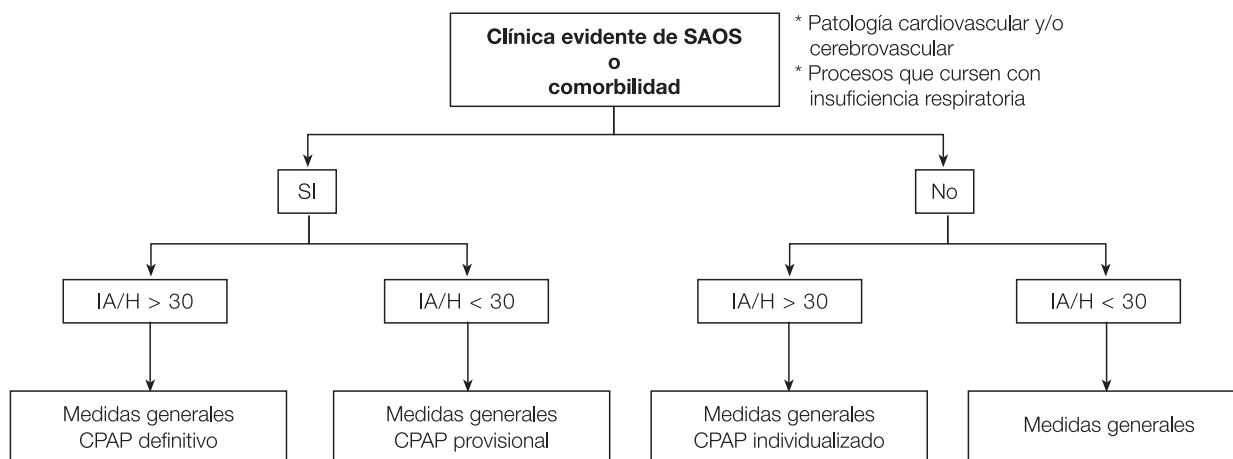 Clínica evidente de SAOS
o
comorbilidad
* Patología cardiovascular y/o
cerebrovascular
* Procesos que cursen con
insuficiencia respiratoria
SI
No
IA/H > 30
IA/H < 30
IA/H > 30
IA/H < 30
Medidas generales
CPAP definitivo
Medidas generales
CPAP provisional
Medidas generales
CPAP individualizado
Medidas generales